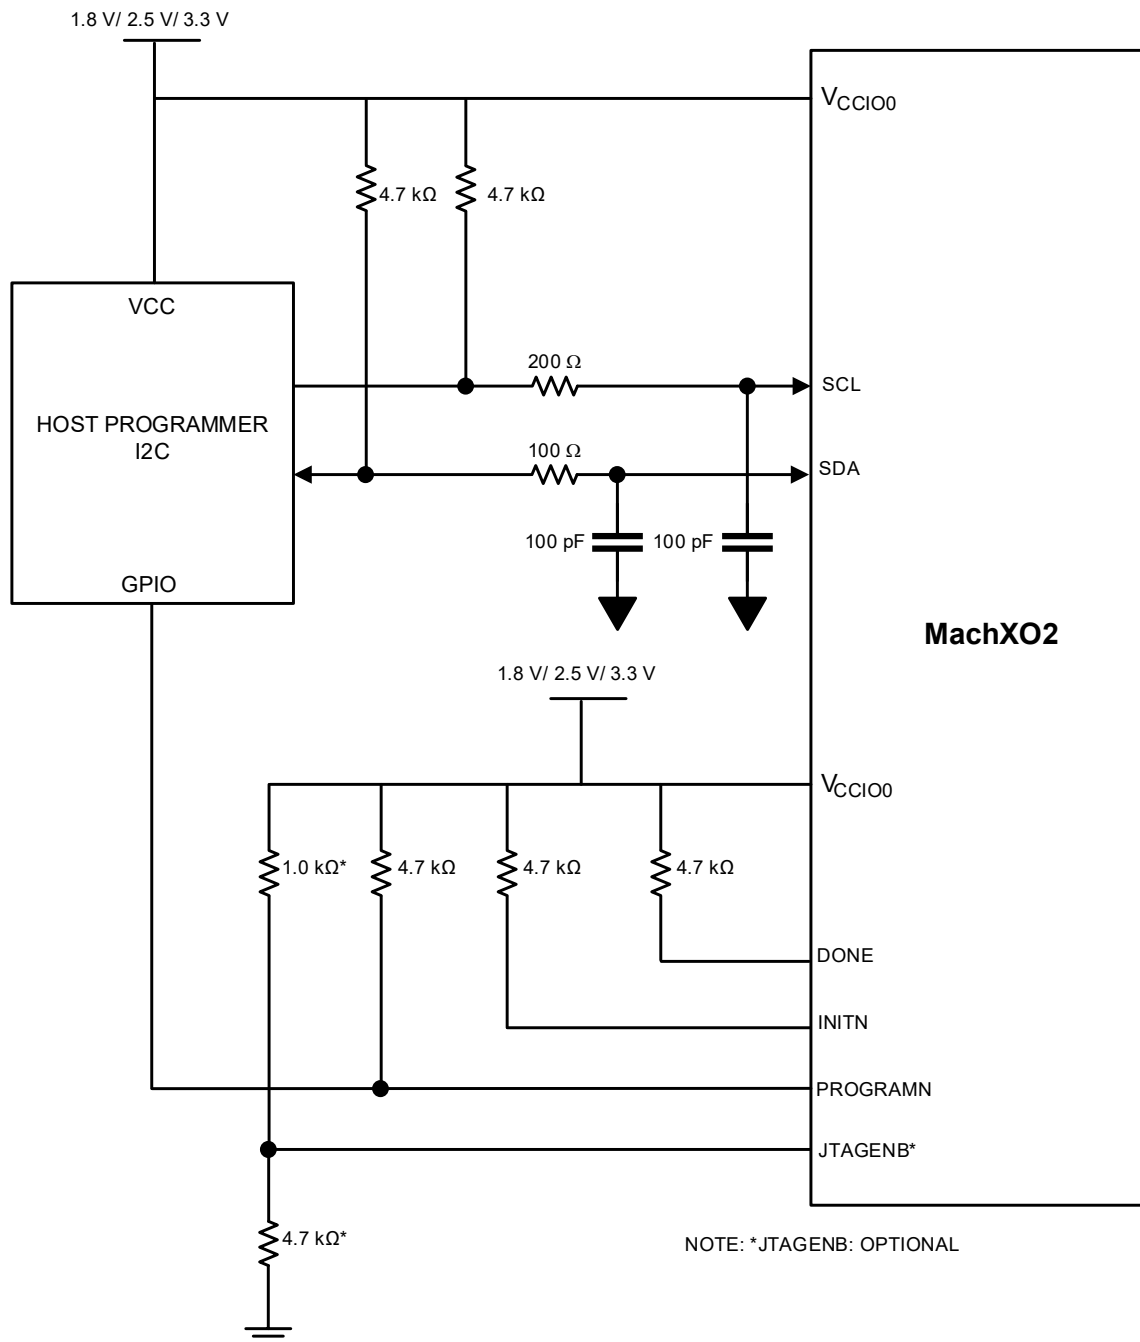 1.8 V/ 2.5 V/ 3.3 V
VCCIO0
4.7 kΩ
4.7 kΩ
VCC
HOST PROGRAMMER
I2C
GPIO
200 Ω
SCL
100 Ω
SDA
100 pF
100 pF
MachXO2
1.8 V/ 2.5 V/ 3.3 V
VCCIO0
1.0 kΩ*
4.7 kΩ
4.7 kΩ
4.7 kΩ
DONE
INITN
PROGRAMN
JTAGENB*
4.7 kΩ*
NOTE: *JTAGENB: OPTIONAL